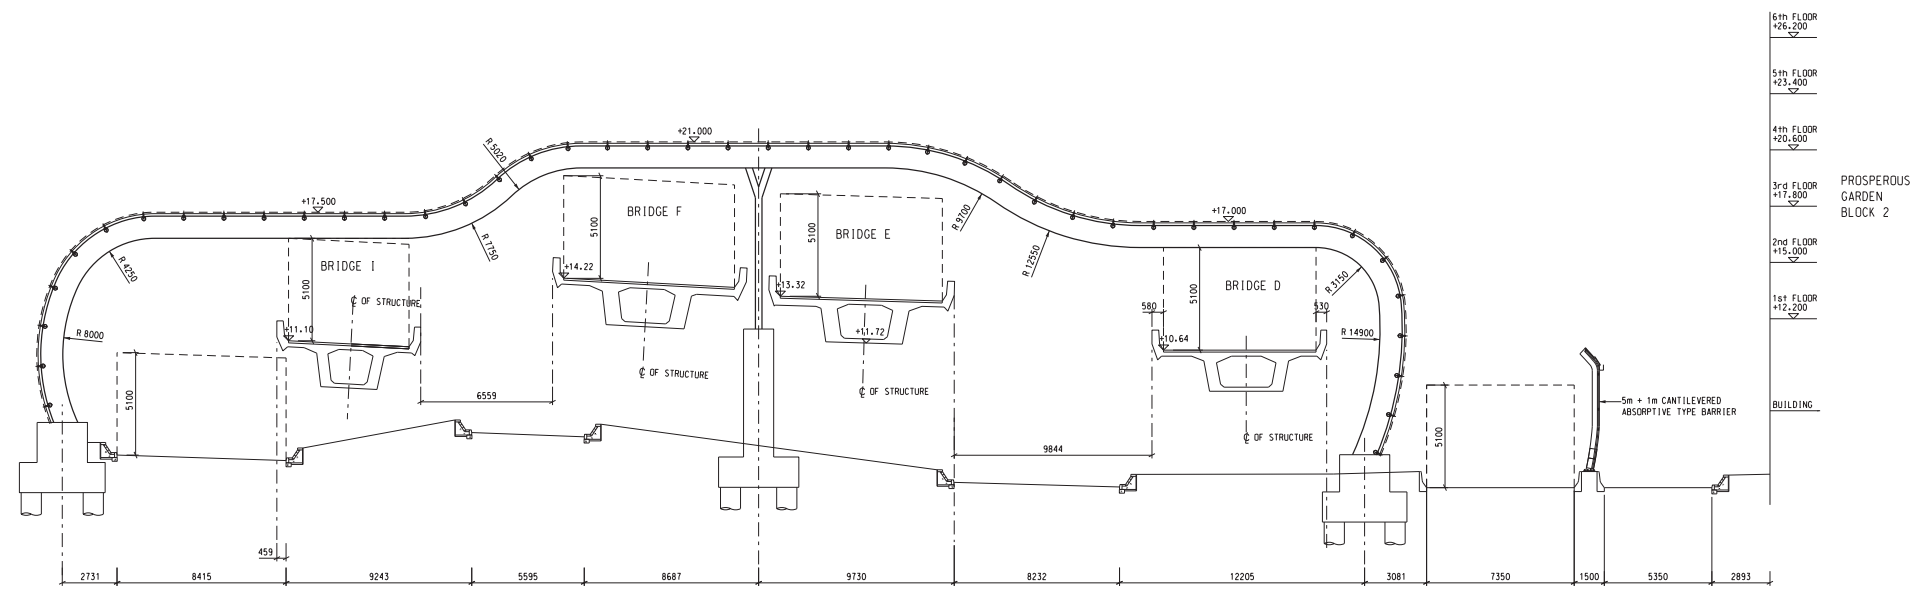 6th FLOOR
+26.200
5th FLOOR
+23.400
4th FLOOR
+20.600
3rd FLOOR
+17.800
2nd FLOOR
+15.000
1st FLOOR
+12.200
BUILDING
PROSPEROUS
GARDEN
BLOCK 2
+21.000
+17.500
+17.000
R 5020
R 7750
R 4250
R 8000
R 9700
R 12550
R 3150
R 14900
BRIDGE I
5100
℄ OF STRUCTURE
+11.10
BRIDGE F
5100
+14.22
℄ OF STRUCTURE
BRIDGE E
5100
+13.32
+11.72
℄ OF STRUCTURE
BRIDGE D
5100
580
530
+10.64
℄ OF STRUCTURE
5100
6559
9844
5100
5m + 1m CANTILEVERED
ABSORPTIVE TYPE BARRIER
459
2731 8415 9243 5595 8687 9730 8232 12205 3081 7350 1500 5350 2893